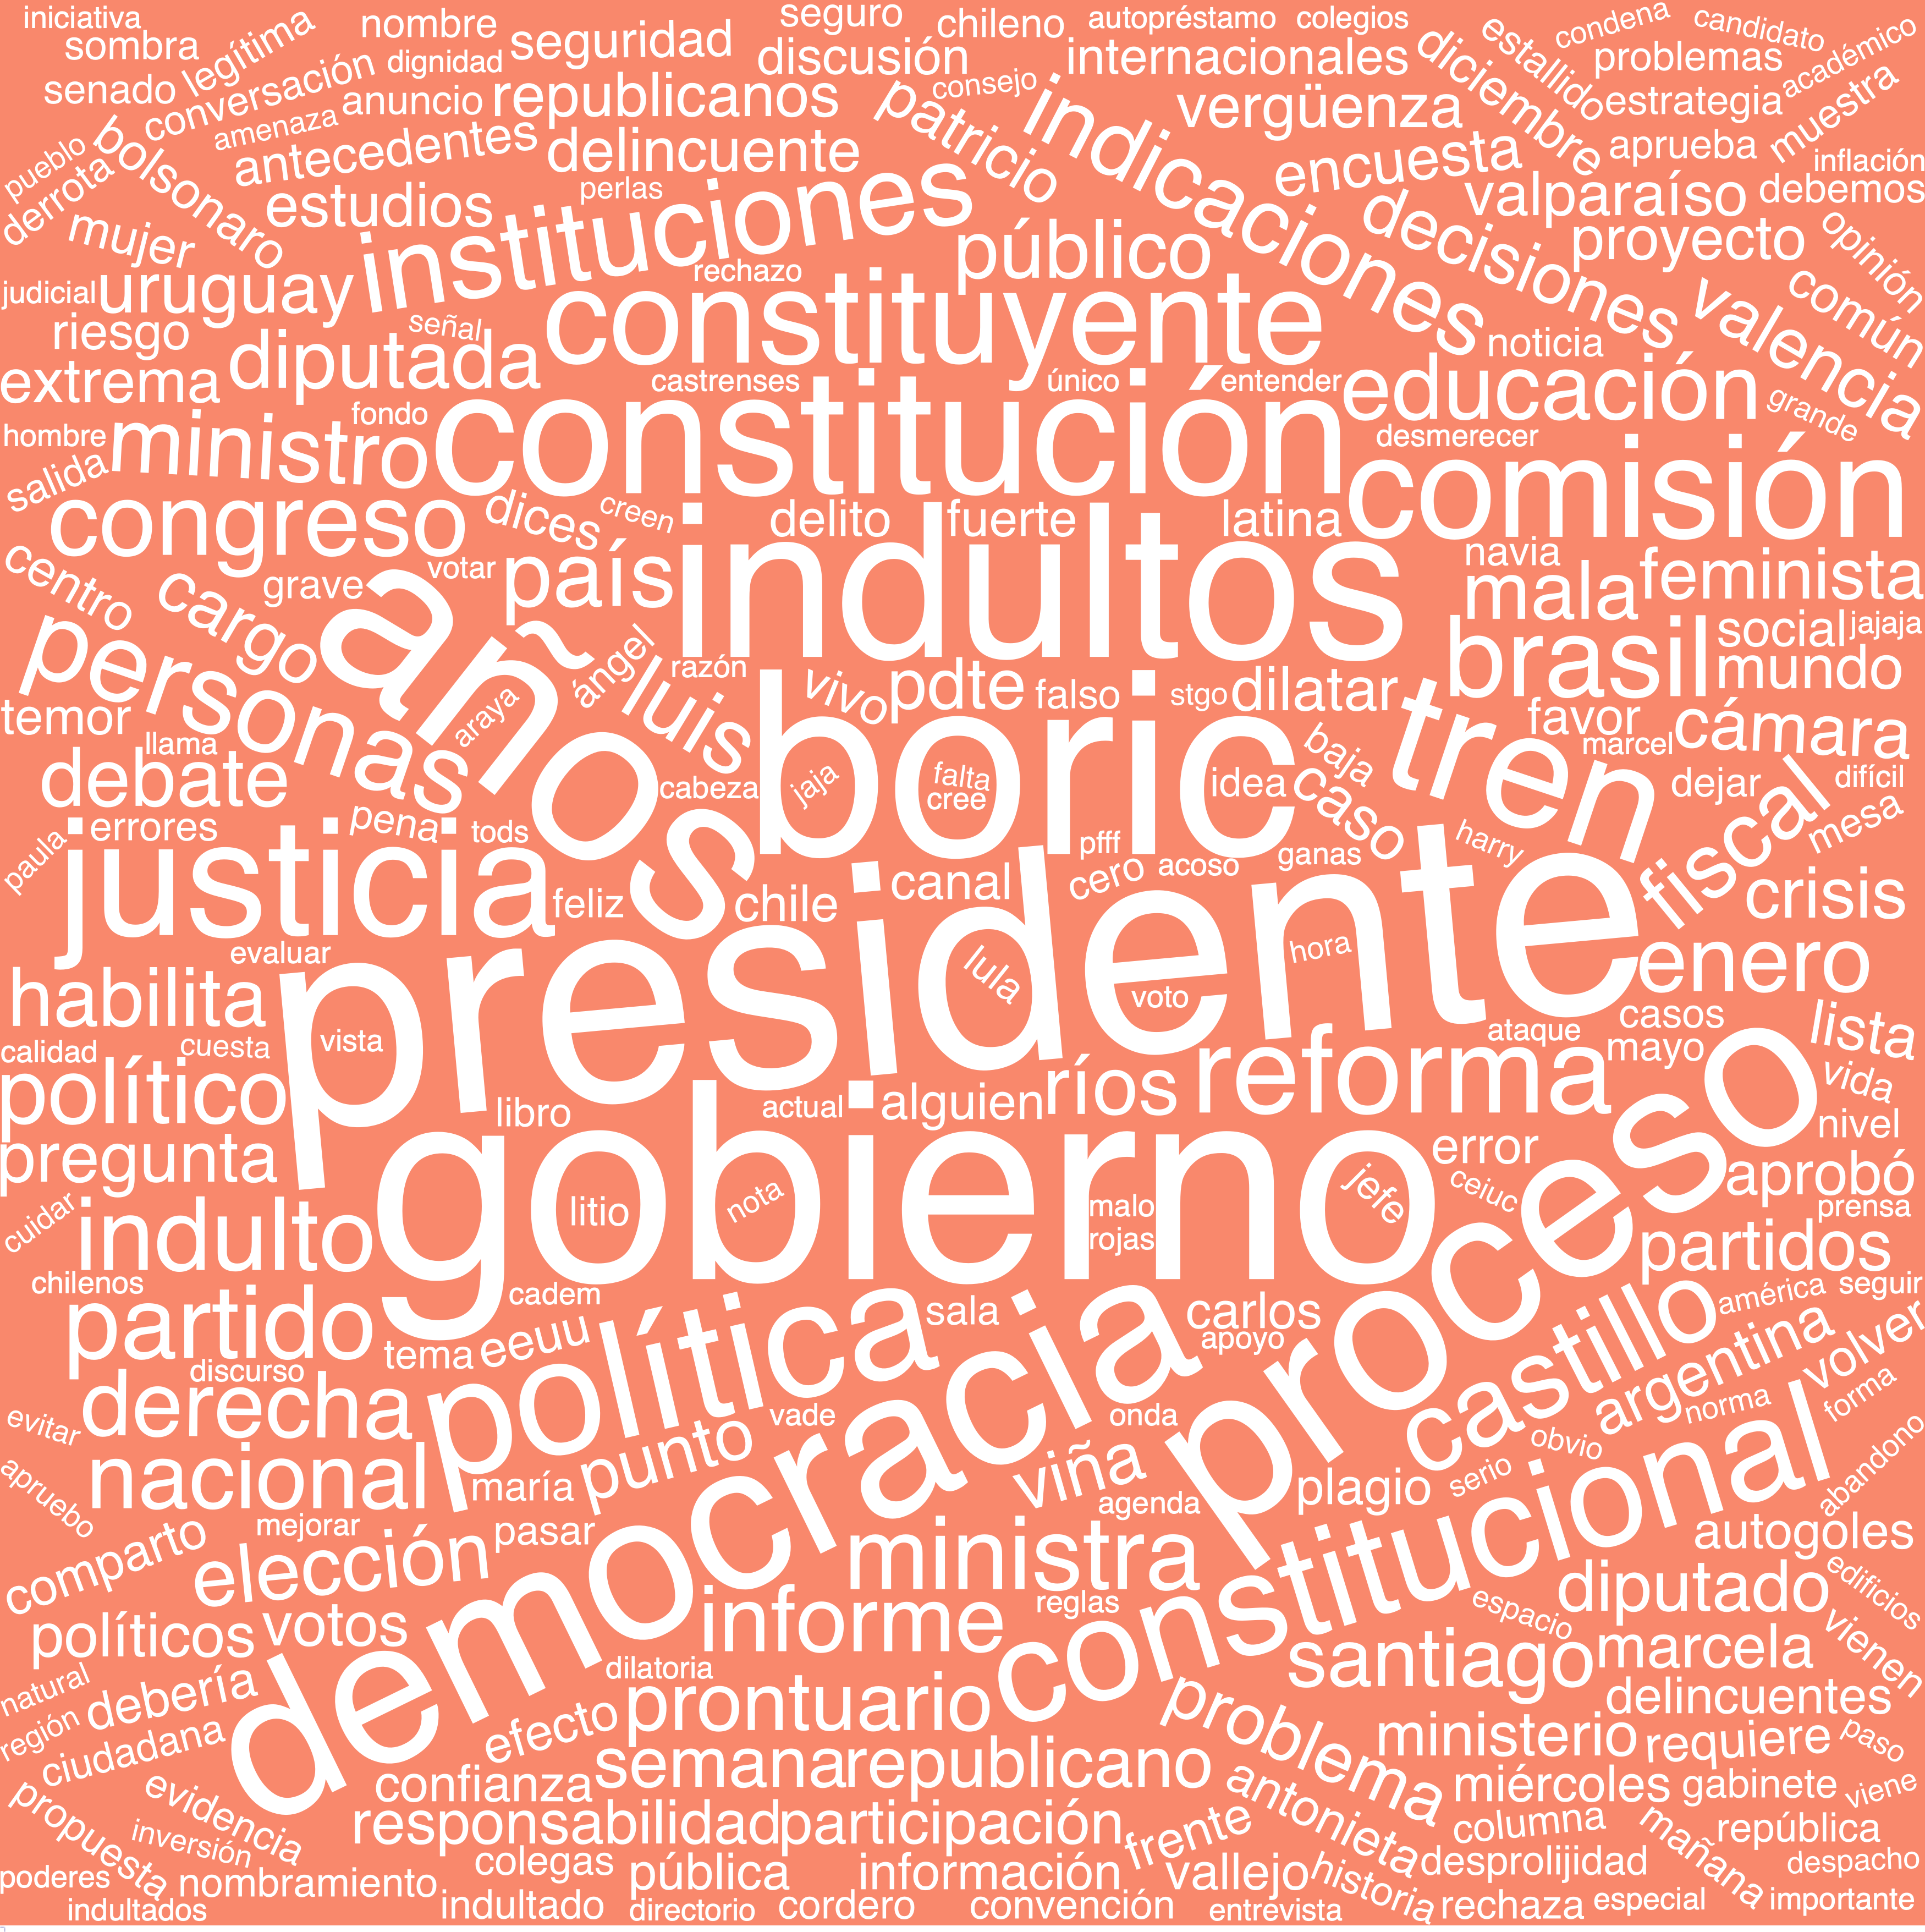 iniciativa
nombre
seguro
chileno
autopréstamo
colegios
condena
candidato
sombra
legítima
dignidad
seguridad
discusión
internacionales
diciembre
estallido
problemas
académico
senado
conversación
anuncio
republicanos
consejo
patricio
indicaciones
vergüenza
estrategia
muestra
amenaza
pueblo
bolsonaro
antecedentes
delincuente
encuesta
aprueba
inflación
derrota
mujer
estudios
perlas
instituciones
público
decisiones
valparaíso
debemos
proyecto
opinión
judicial
uruguay
rechazo
constituyente
valencia
común
riesgo
señal
diputada
noticia
extrema
castrenses
único
entender
educación
grande
hombre
ministro
fondo
constitución
desmerecer
comisión
salida
congreso
dices
creen
delito
fuerte
latina
centro
cargo
grave
votar
país
indultos
navia
mala
feminista
personas
años
ángel
luis
razón
vivo
pdte
falso
stgo
dilatar
brasil
social
jajaja
mundo
temor
llama
araya
boric
tren
favor
marcel
cámara
debate
cabeza
jaja
falta
cree
idea
baja
caso
dejar
difícil
paula
errores
pena
tods
pfff
ganas
harry
fiscal
mesa
justicia
feliz
chile
canal
cero
acoso
crisis
evaluar
presidente
lula
hora
voto
enero
habilita
vista
calidad
cuesta
ataque
casos
mayo
lista
político
libro
actual
alguien
ríos
reforma
vida
nivel
pregunta
gobierno
error
proceso
aprobó
cuidar
indulto
litio
nota
malo
rojas
jefe
ceiuc
prensa
partidos
chilenos
partido
cadem
tema
eeuu
política
sala
carlos
apoyo
castillo
américa
seguir
argentina
volver
discurso
derecha
evitar
vade
onda
norma
forma
nacional
maría
punto
democracia
viña
agenda
plagio
serio
obvio
constitucional
abandono
apruebo
mejorar
pasar
comparto
elección
ministra
autogoles
edificios
diputado
políticos
votos
informe
reglas
espacio
santiago
marcela
vienen
natural
debería
dilatoria
región
ciudadana
efecto
prontuario
problema
delincuentes
ministerio
requiere
paso
propuesta
evidencia
confianza
semana
republicano
antonieta
miércoles
gabinete
viene
inversión
responsabilidad
participación
frente
columna
mañana
república
poderes
nombramiento
colegas
pública
información
vallejo
historia
desprolijidad
despacho
indultados
indultado
directorio
cordero
convención
entrevista
rechaza
especial
importante